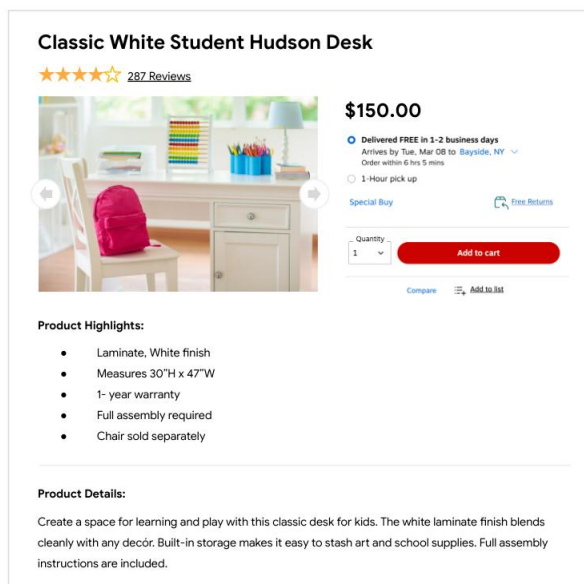 Classic White Student Hudson Desk
287 Reviews
$150.00
Delivered FREE in 1-2 business days
Arrives by Tue, Mar 08 to Bayside, NY
Order within 6 hrs 5 mins
1-Hour pick up
Special Buy
Free Returns
Quantity
1
Add to cart
Compare
Add to list
Product Highlights:
● Laminate, White finish
● Measures 30"H x 47"W
● 1- year warranty
● Full assembly required
● Chair sold separately
Product Details:
Create a space for learning and play with this classic desk for kids. The white laminate finish blends
cleanly with any decór. Built-in storage makes it easy to stash art and school supplies. Full assembly
instructions are included.